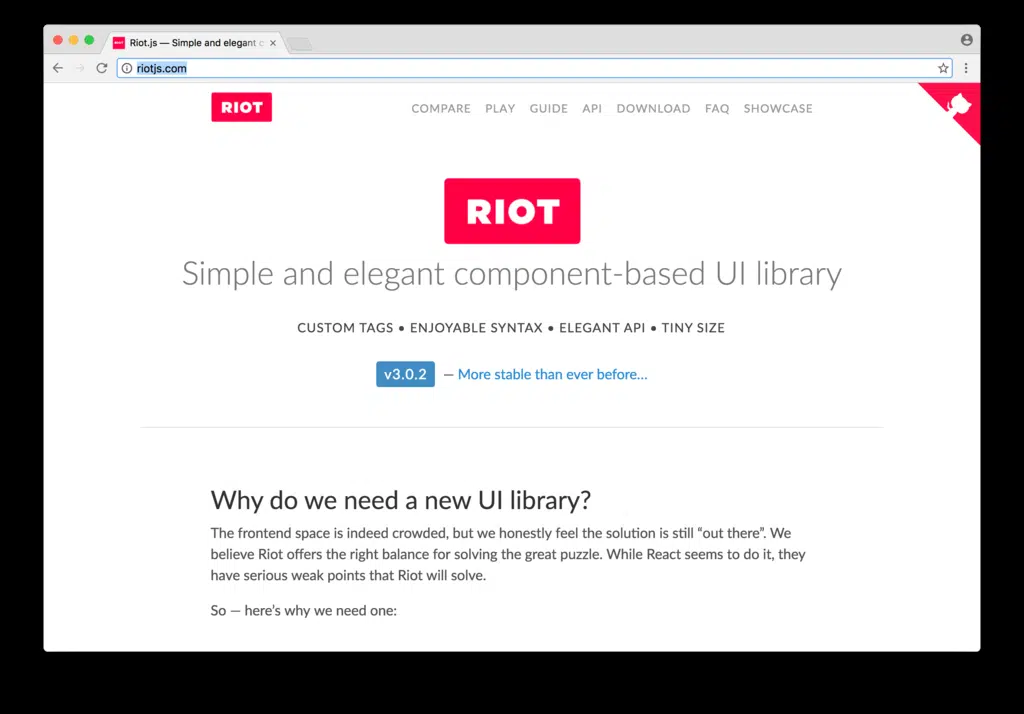 RIOT Riot.js — Simple and elegant c
riotjs.com
RIOT COMPARE PLAY GUIDE API DOWNLOAD FAQ SHOWCASE
RIOT
Simple and elegant component-based UI library
CUSTOM TAGS • ENJOYABLE SYNTAX • ELEGANT API • TINY SIZE
v3.0.2 — More stable than ever before...
Why do we need a new UI library?
The frontend space is indeed crowded, but we honestly feel the solution is still “out there”. We
believe Riot offers the right balance for solving the great puzzle. While React seems to do it, they
have serious weak points that Riot will solve.
So — here’s why we need one: